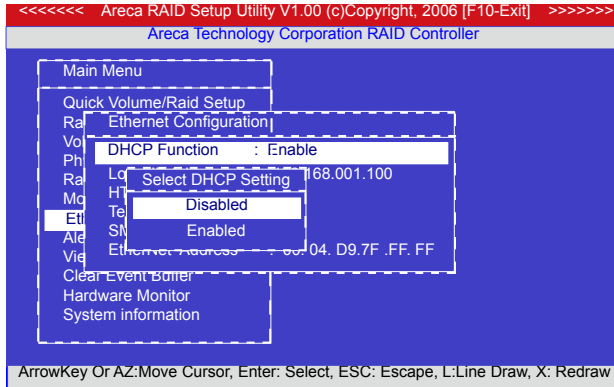 <<<<<<< Areca RAID Setup Utility V1.00 (c)Copyright, 2006 [F10-Exit] >>>>>>>
Areca Technology Corporation RAID Controller
Main Menu
Quick Volume/Raid Setup
Ethernet Configuration
DHCP Function : Enable
168.001.100
Select DHCP Setting
Disabled
Enabled
: 00. 04. D9.7F .FF. FF
Clear Event Buffer
Hardware Monitor
System information
ArrowKey Or AZ:Move Cursor, Enter: Select, ESC: Escape, L:Line Draw, X: Redraw